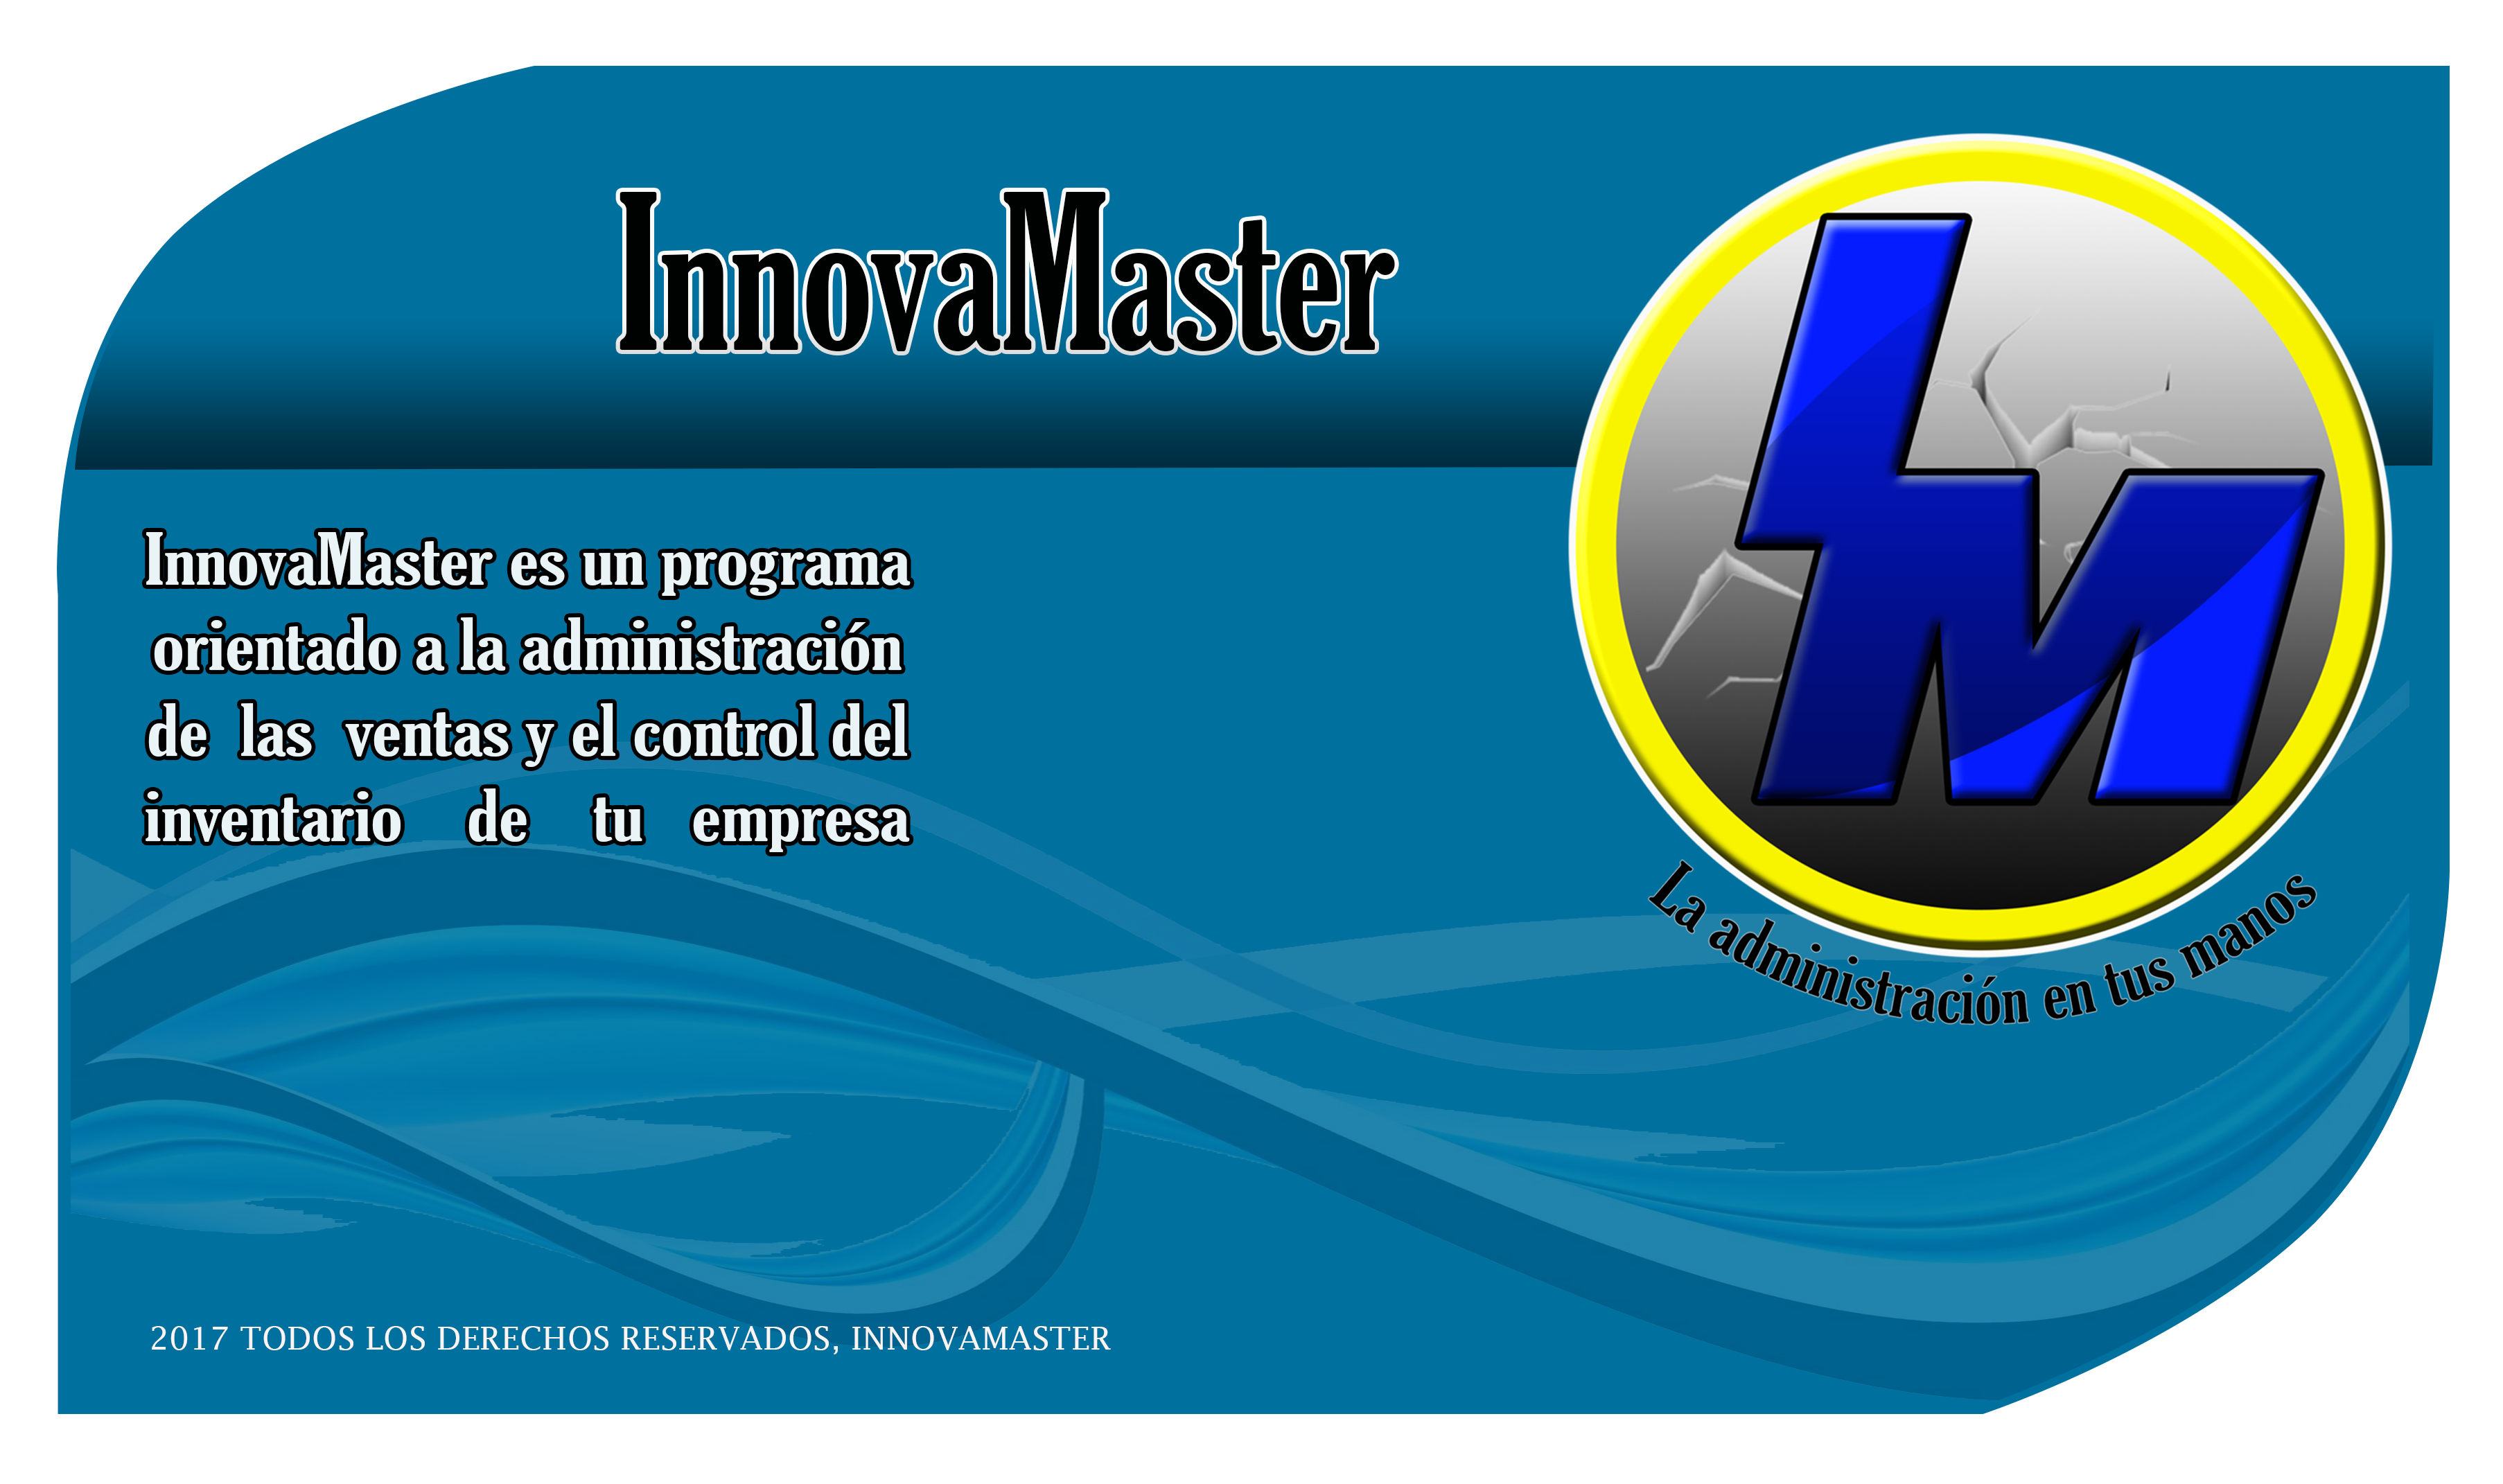 InnovaMaster
IM
InnovaMaster es un programa
orientado a la administración
de las ventas y el control del
inventario de tu empresa
La administración en tus manos
2017 TODOS LOS DERECHOS RESERVADOS, INNOVAMASTER